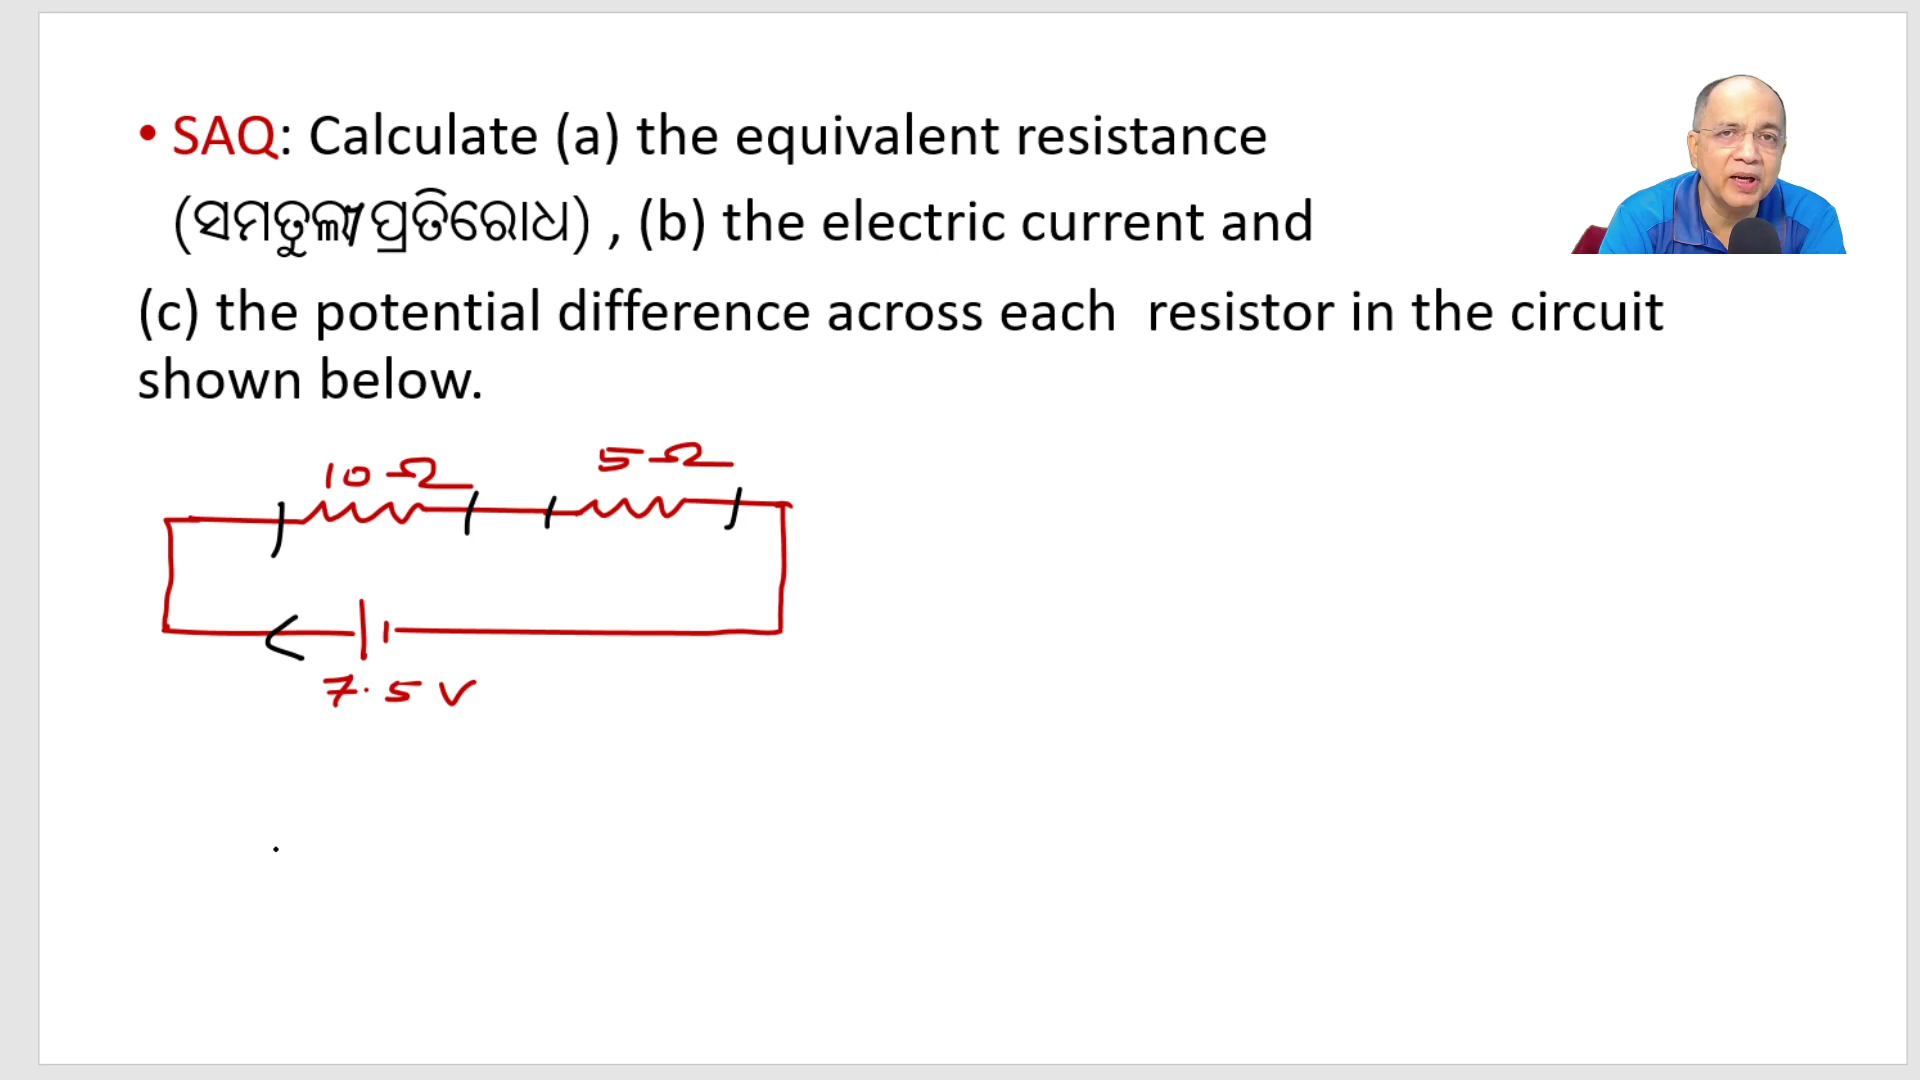 • SAQ: Calculate (a) the equivalent resistance
(ସମତୁଲ୍ୟ ପ୍ରତିରୋଧ) , (b) the electric current and
(c) the potential difference across each resistor in the circuit
shown below.
10 Ω 5 Ω
7.5 V